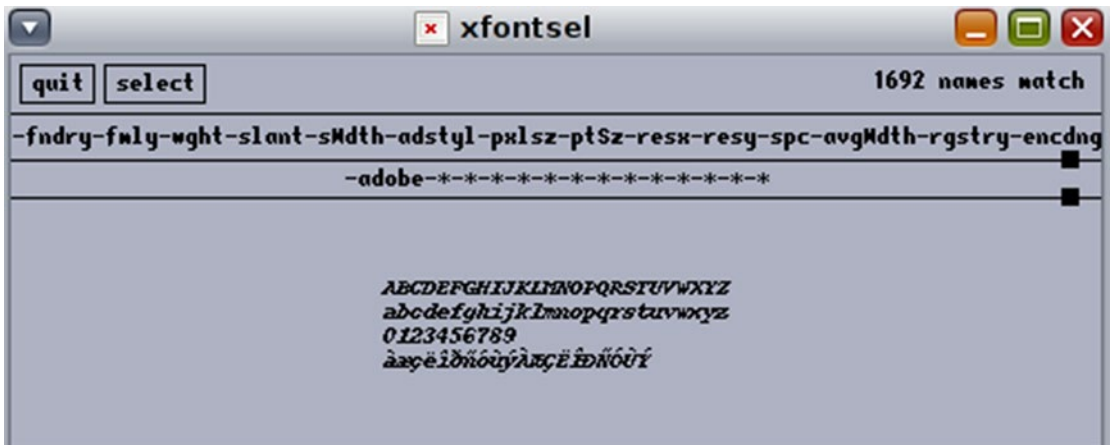 xfontsel
quit select 1692 names match
-fndry-fmly-wght-slant-sWdth-adstyl-pxlsz-ptSz-resx-resy-spc-avgWdth-rgstry-encdng
-adobe-*-*-*-*-*-*-*-*-*-*-*-*-*
ABCDEFGHIJKLMNOPQRSTUVWXYZ
abcdefghijklmnopqrstuvwxyz
0123456789
àæçëîðñóùýÀÆÇËÎÐÑÓÙÝ